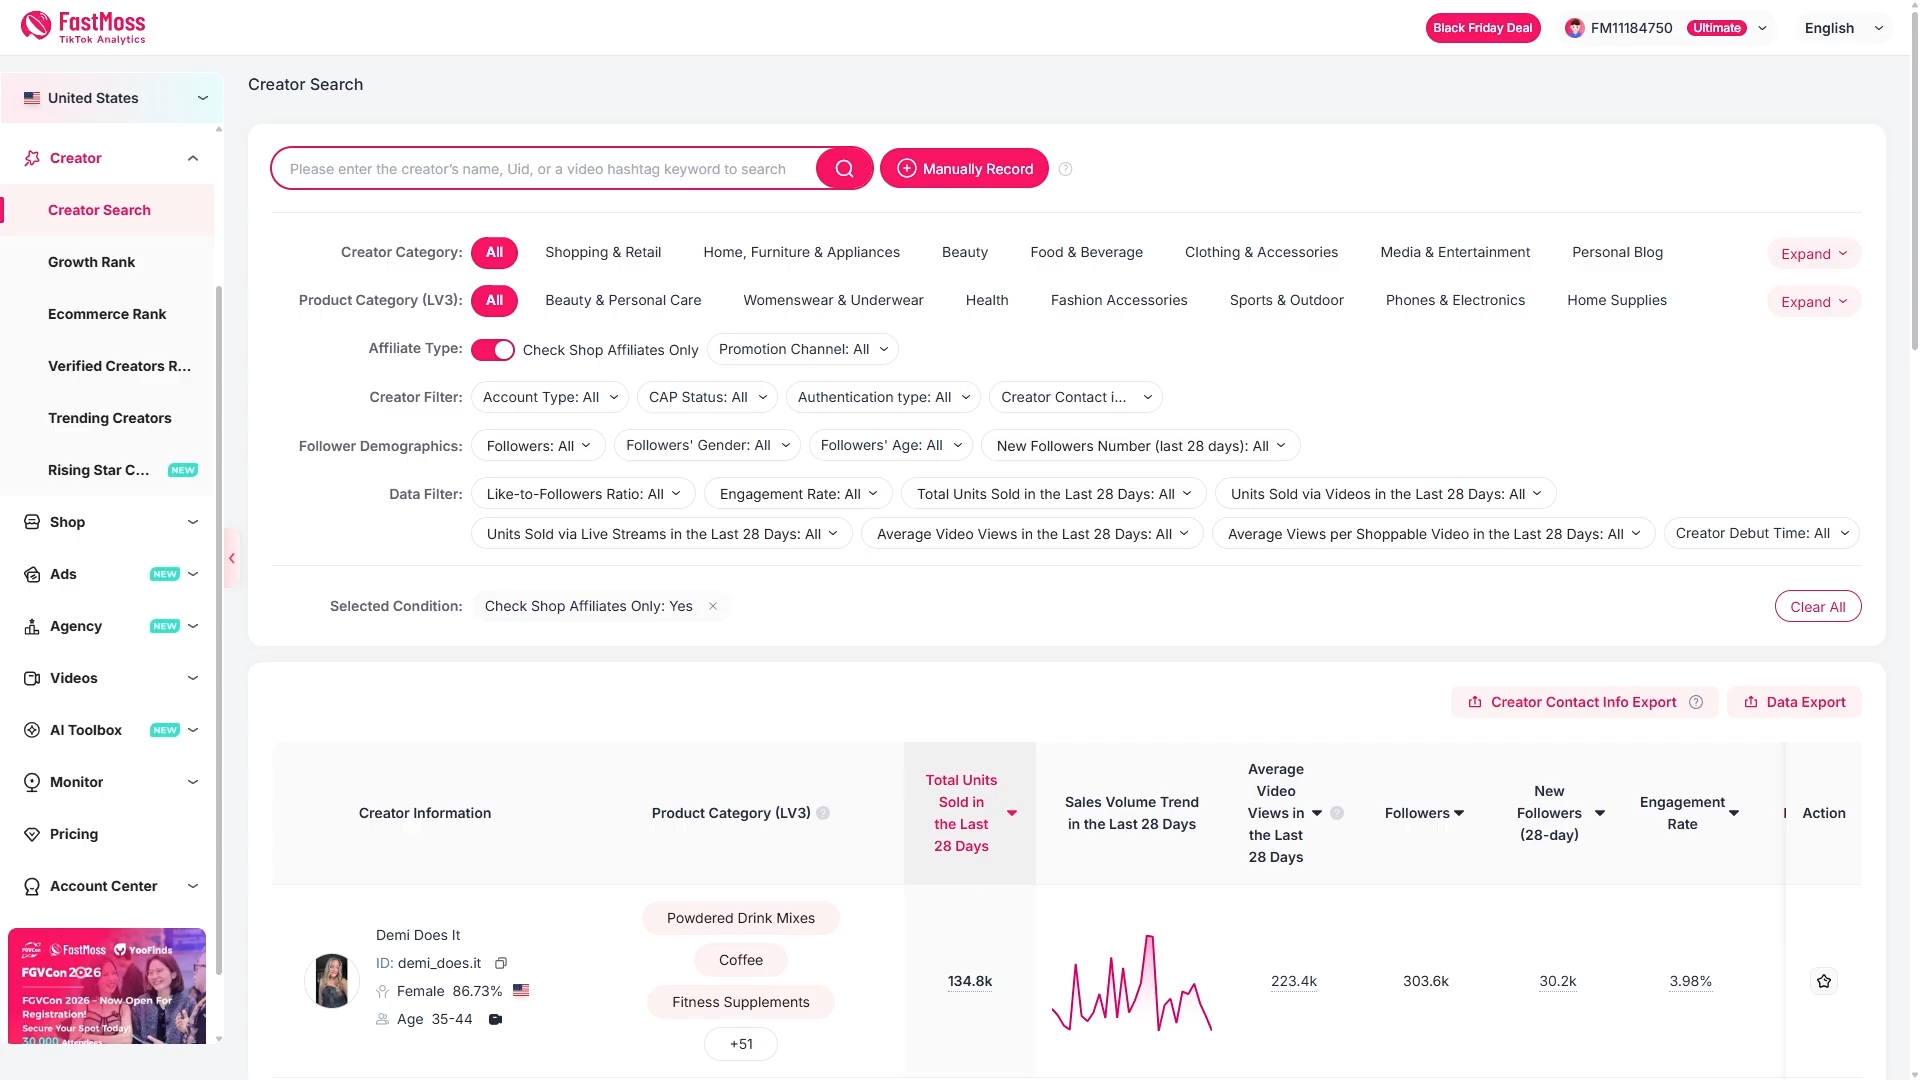 FastMoss
TikTok Analytics
Black Friday Deal
FM11184750
Ultimate
English
United States
Creator
Creator Search
Growth Rank
Ecommerce Rank
Verified Creators R...
Trending Creators
Rising Star C...
NEW
Shop
Ads
NEW
Agency
NEW
Videos
AI Toolbox
NEW
Monitor
Pricing
Account Center
FGVCon FastMoss YooFinds
FGVCon 2026
FGVCon 2026 - Now Open For
Registration!
Secure Your Spot Today!
30,000 Attendees
Creator Search
Please enter the creator's name, Uid, or a video hashtag keyword to search
Manually Record
Creator Category: All Shopping & Retail Home, Furniture & Appliances Beauty Food & Beverage Clothing & Accessories Media & Entertainment Personal Blog Expand
Product Category (LV3): All Beauty & Personal Care Womenswear & Underwear Health Fashion Accessories Sports & Outdoor Phones & Electronics Home Supplies Expand
Affiliate Type: Check Shop Affiliates Only Promotion Channel: All
Creator Filter: Account Type: All CAP Status: All Authentication type: All Creator Contact i...
Follower Demographics: Followers: All Followers' Gender: All Followers' Age: All New Followers Number (last 28 days): All
Data Filter: Like-to-Followers Ratio: All Engagement Rate: All Total Units Sold in the Last 28 Days: All Units Sold via Videos in the Last 28 Days: All
Units Sold via Live Streams in the Last 28 Days: All Average Video Views in the Last 28 Days: All Average Views per Shoppable Video in the Last 28 Days: All Creator Debut Time: All
Selected Condition: Check Shop Affiliates Only: Yes Clear All
Creator Contact Info Export Data Export
Creator Information
Product Category (LV3)
Total Units
Sold in
the Last
28 Days
Sales Volume Trend
in the Last 28 Days
Average
Video
Views in
the Last
28 Days
Followers
New
Followers
(28-day)
Engagement
Rate
Action
Demi Does It
ID: demi_does.it
Female 86.73%
Age 35-44
Powdered Drink Mixes
Coffee
Fitness Supplements
+51
134.8k
223.4k
303.6k
30.2k
3.98%